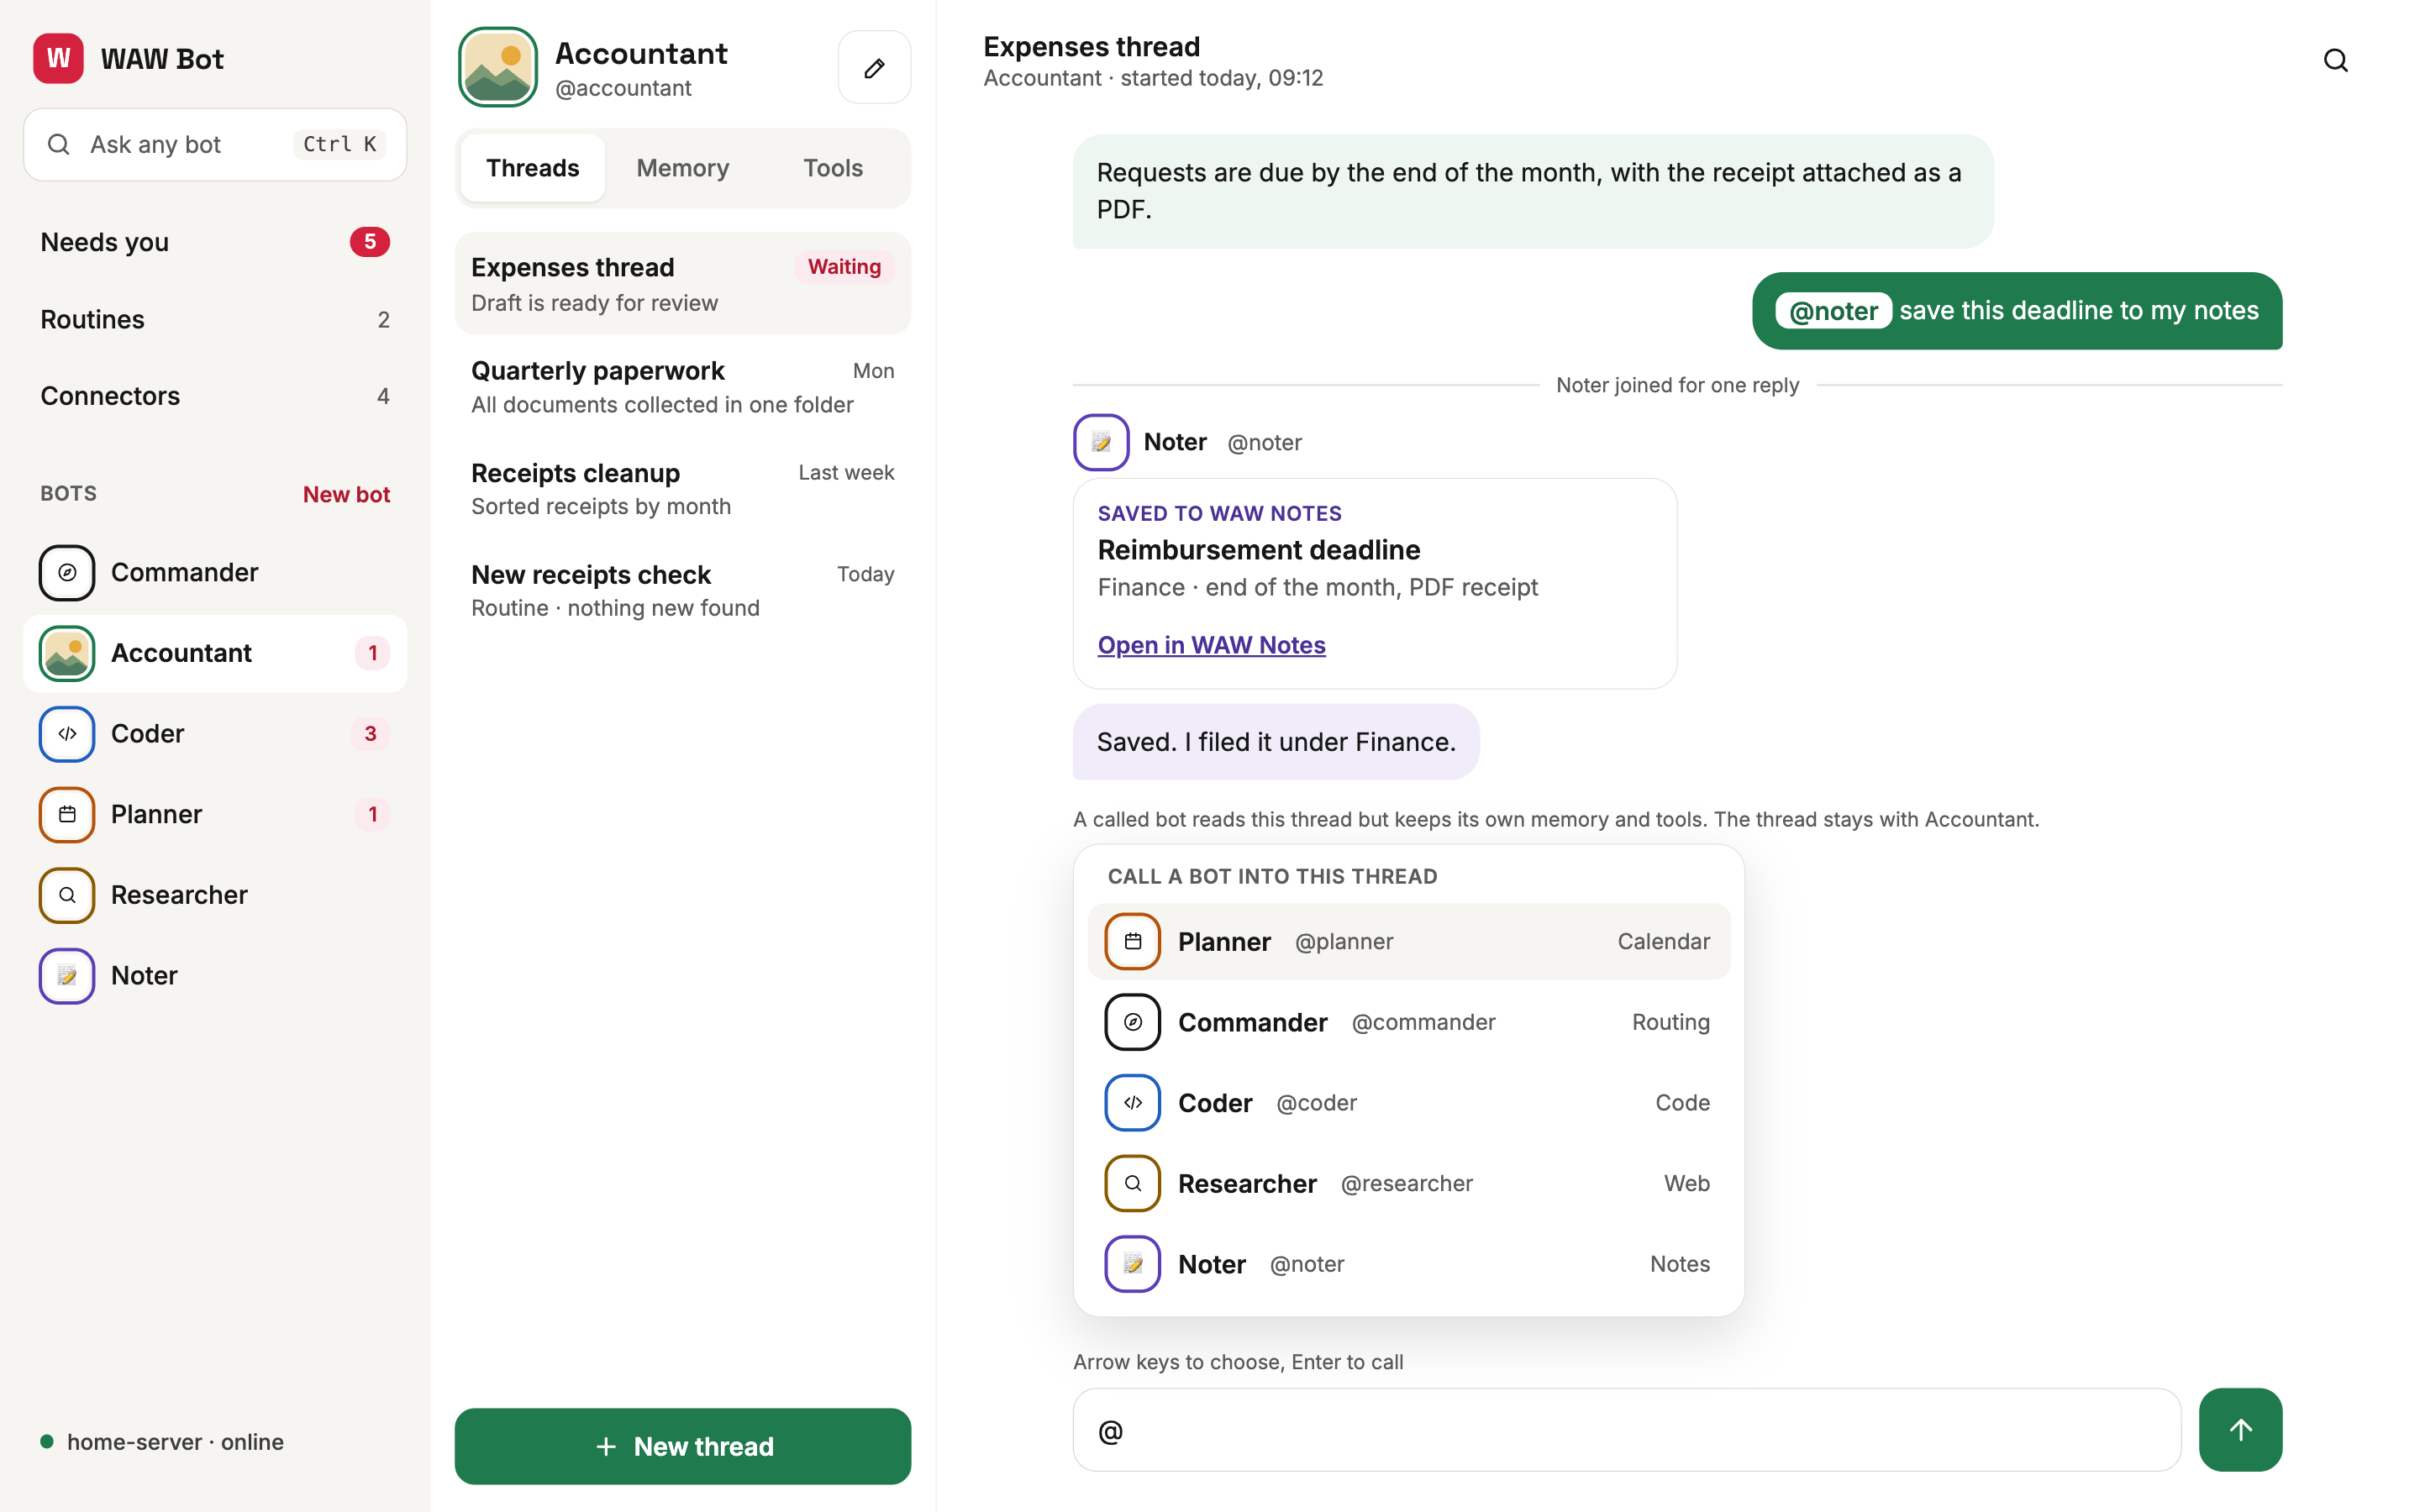 W WAW Bot
Ask any bot Ctrl K
Needs you 5
Routines 2
Connectors 4
BOTS New bot
Commander
Accountant 1
Coder 3
Planner 1
Researcher
Noter
home-server · online
Accountant
@accountant
Threads Memory Tools
Expenses thread Waiting
Draft is ready for review
Quarterly paperwork Mon
All documents collected in one folder
Receipts cleanup Last week
Sorted receipts by month
New receipts check Today
Routine · nothing new found
+ New thread
Expenses thread
Accountant · started today, 09:12
Requests are due by the end of the month, with the receipt attached as a
PDF.
@noter save this deadline to my notes
Noter joined for one reply
Noter @noter
SAVED TO WAW NOTES
Reimbursement deadline
Finance · end of the month, PDF receipt
Open in WAW Notes
Saved. I filed it under Finance.
A called bot reads this thread but keeps its own memory and tools. The thread stays with Accountant.
CALL A BOT INTO THIS THREAD
Planner @planner Calendar
Commander @commander Routing
Coder @coder Code
Researcher @researcher Web
Noter @noter Notes
Arrow keys to choose, Enter to call
@